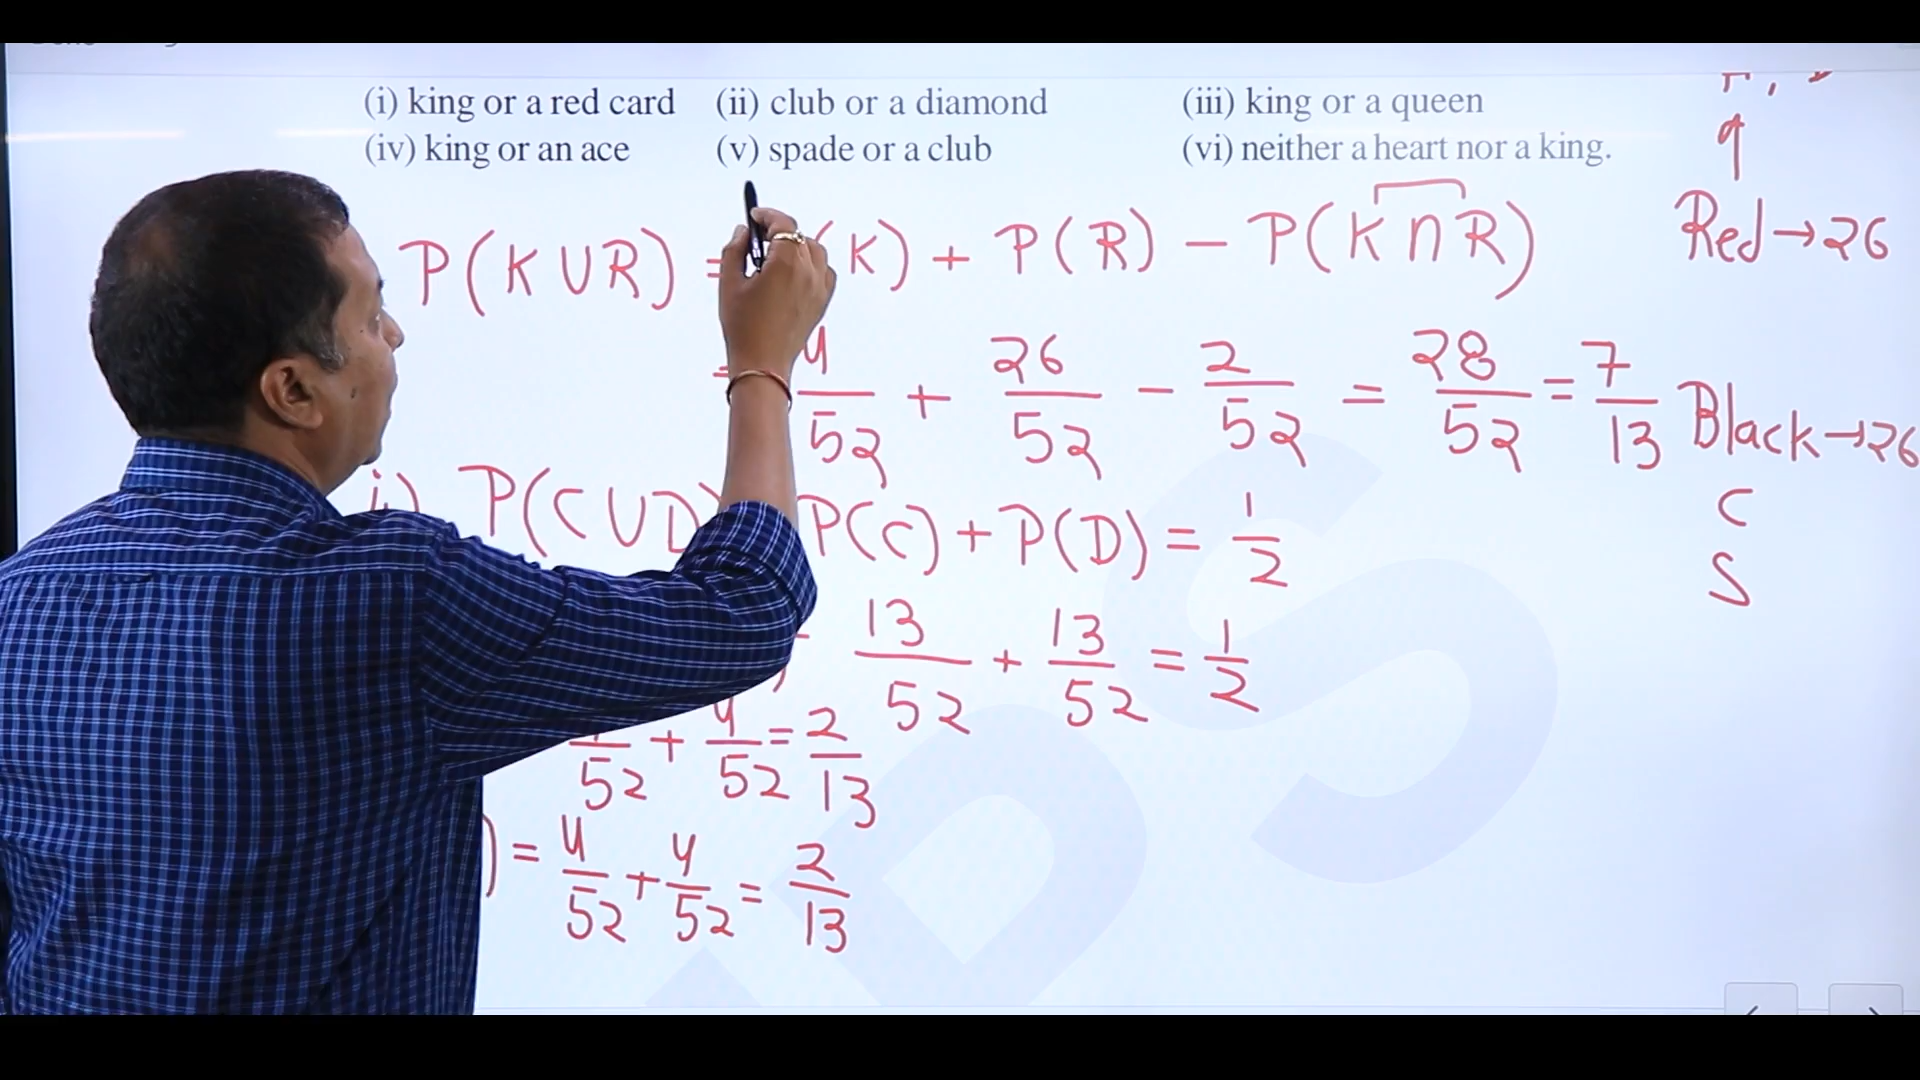 (i) king or a red card (ii) club or a diamond (iii) king or a queen
(iv) king or an ace (v) spade or a club (vi) neither a heart nor a king.
P(K∪R) = (K) + P(R) − P(K∩R)
= 4/52 + 26/52 − 2/52 = 28/52 = 7/13
i) P(C∪D) P(C) + P(D) = 1/2
13/52 + 13/52 = 1/2
52 + 4/52 = 2/13
) = 4/52 + 4/52 = 2/13
Red → 26
Black → 26
C
S